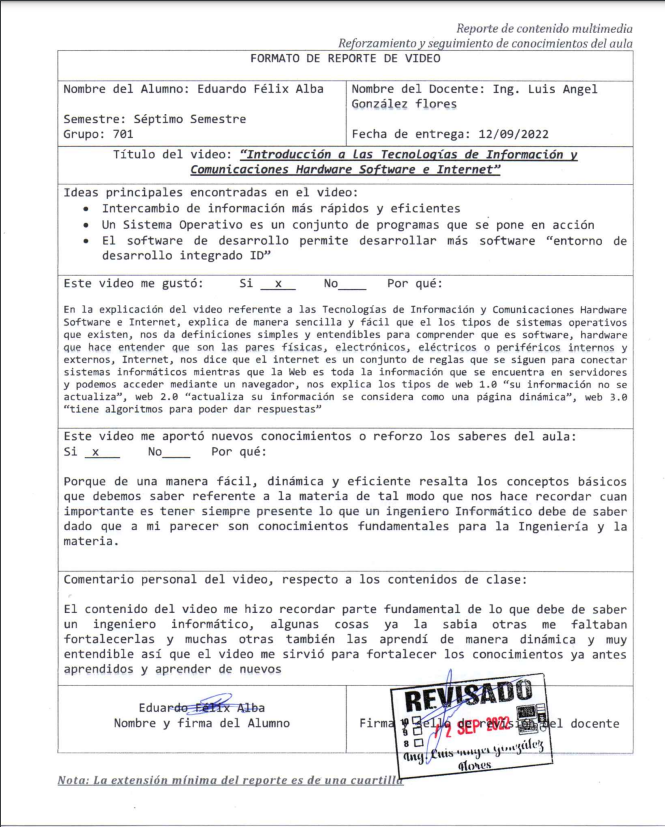 Reporte de contenido multimedia
Reforzamiento y seguimiento de conocimientos del aula
FORMATO DE REPORTE DE VIDEO
Nombre del Alumno: Eduardo Félix Alba
Semestre: Séptimo Semestre
Grupo: 701
Nombre del Docente: Ing. Luis Angel
González flores
Fecha de entrega: 12/09/2022
Título del video: "Introducción a Las Tecnologías de Información y
Comunicaciones Hardware Software e Internet"
Ideas principales encontradas en el video:
• Intercambio de información más rápidos y eficientes
• Un Sistema Operativo es un conjunto de programas que se pone en acción
• El software de desarrollo permite desarrollar más software "entorno de
desarrollo integrado ID"
Este video me gustó: Si __x__ No____ Por qué:
En la explicación del video referente a las Tecnologías de Información y Comunicaciones Hardware
Software e Internet, explica de manera sencilla y fácil que el los tipos de sistemas operativos
que existen, nos da definiciones simples y entendibles para comprender que es software, hardware
que hace entender que son las pares físicas, electrónicos, eléctricos o periféricos internos y
externos, Internet, nos dice que el internet es un conjunto de reglas que se siguen para conectar
sistemas informáticos mientras que la Web es toda la información que se encuentra en servidores
y podemos acceder mediante un navegador, nos explica los tipos de web 1.0 "su información no se
actualiza", web 2.0 "actualiza su información se considera como una página dinámica", web 3.0
"tiene algoritmos para poder dar respuestas"
Este video me aportó nuevos conocimientos o reforzo los saberes del aula:
Si _x__ No____ Por qué:
Porque de una manera fácil, dinámica y eficiente resalta los conceptos básicos
que debemos saber referente a la materia de tal modo que nos hace recordar cuan
importante es tener siempre presente lo que un ingeniero Informático debe de saber
dado que a mi parecer son conocimientos fundamentales para la Ingeniería y la
materia.
Comentario personal del video, respecto a los contenidos de clase:
El contenido del video me hizo recordar parte fundamental de lo que debe de saber
un ingeniero informático, algunas cosas ya la sabia otras me faltaban
fortalecerlas y muchas otras también las aprendí de manera dinámica y muy
entendible así que el video me sirvió para fortalecer los conocimientos ya antes
aprendidos y aprender de nuevos
Eduardo Félix Alba
Nombre y firma del Alumno
REVISADO
Firma y sello de revisión del docente
10
9
12 SEP 2022
8
Ing. Luis Angel González
flores
Nota: La extensión mínima del reporte es de una cuartilla